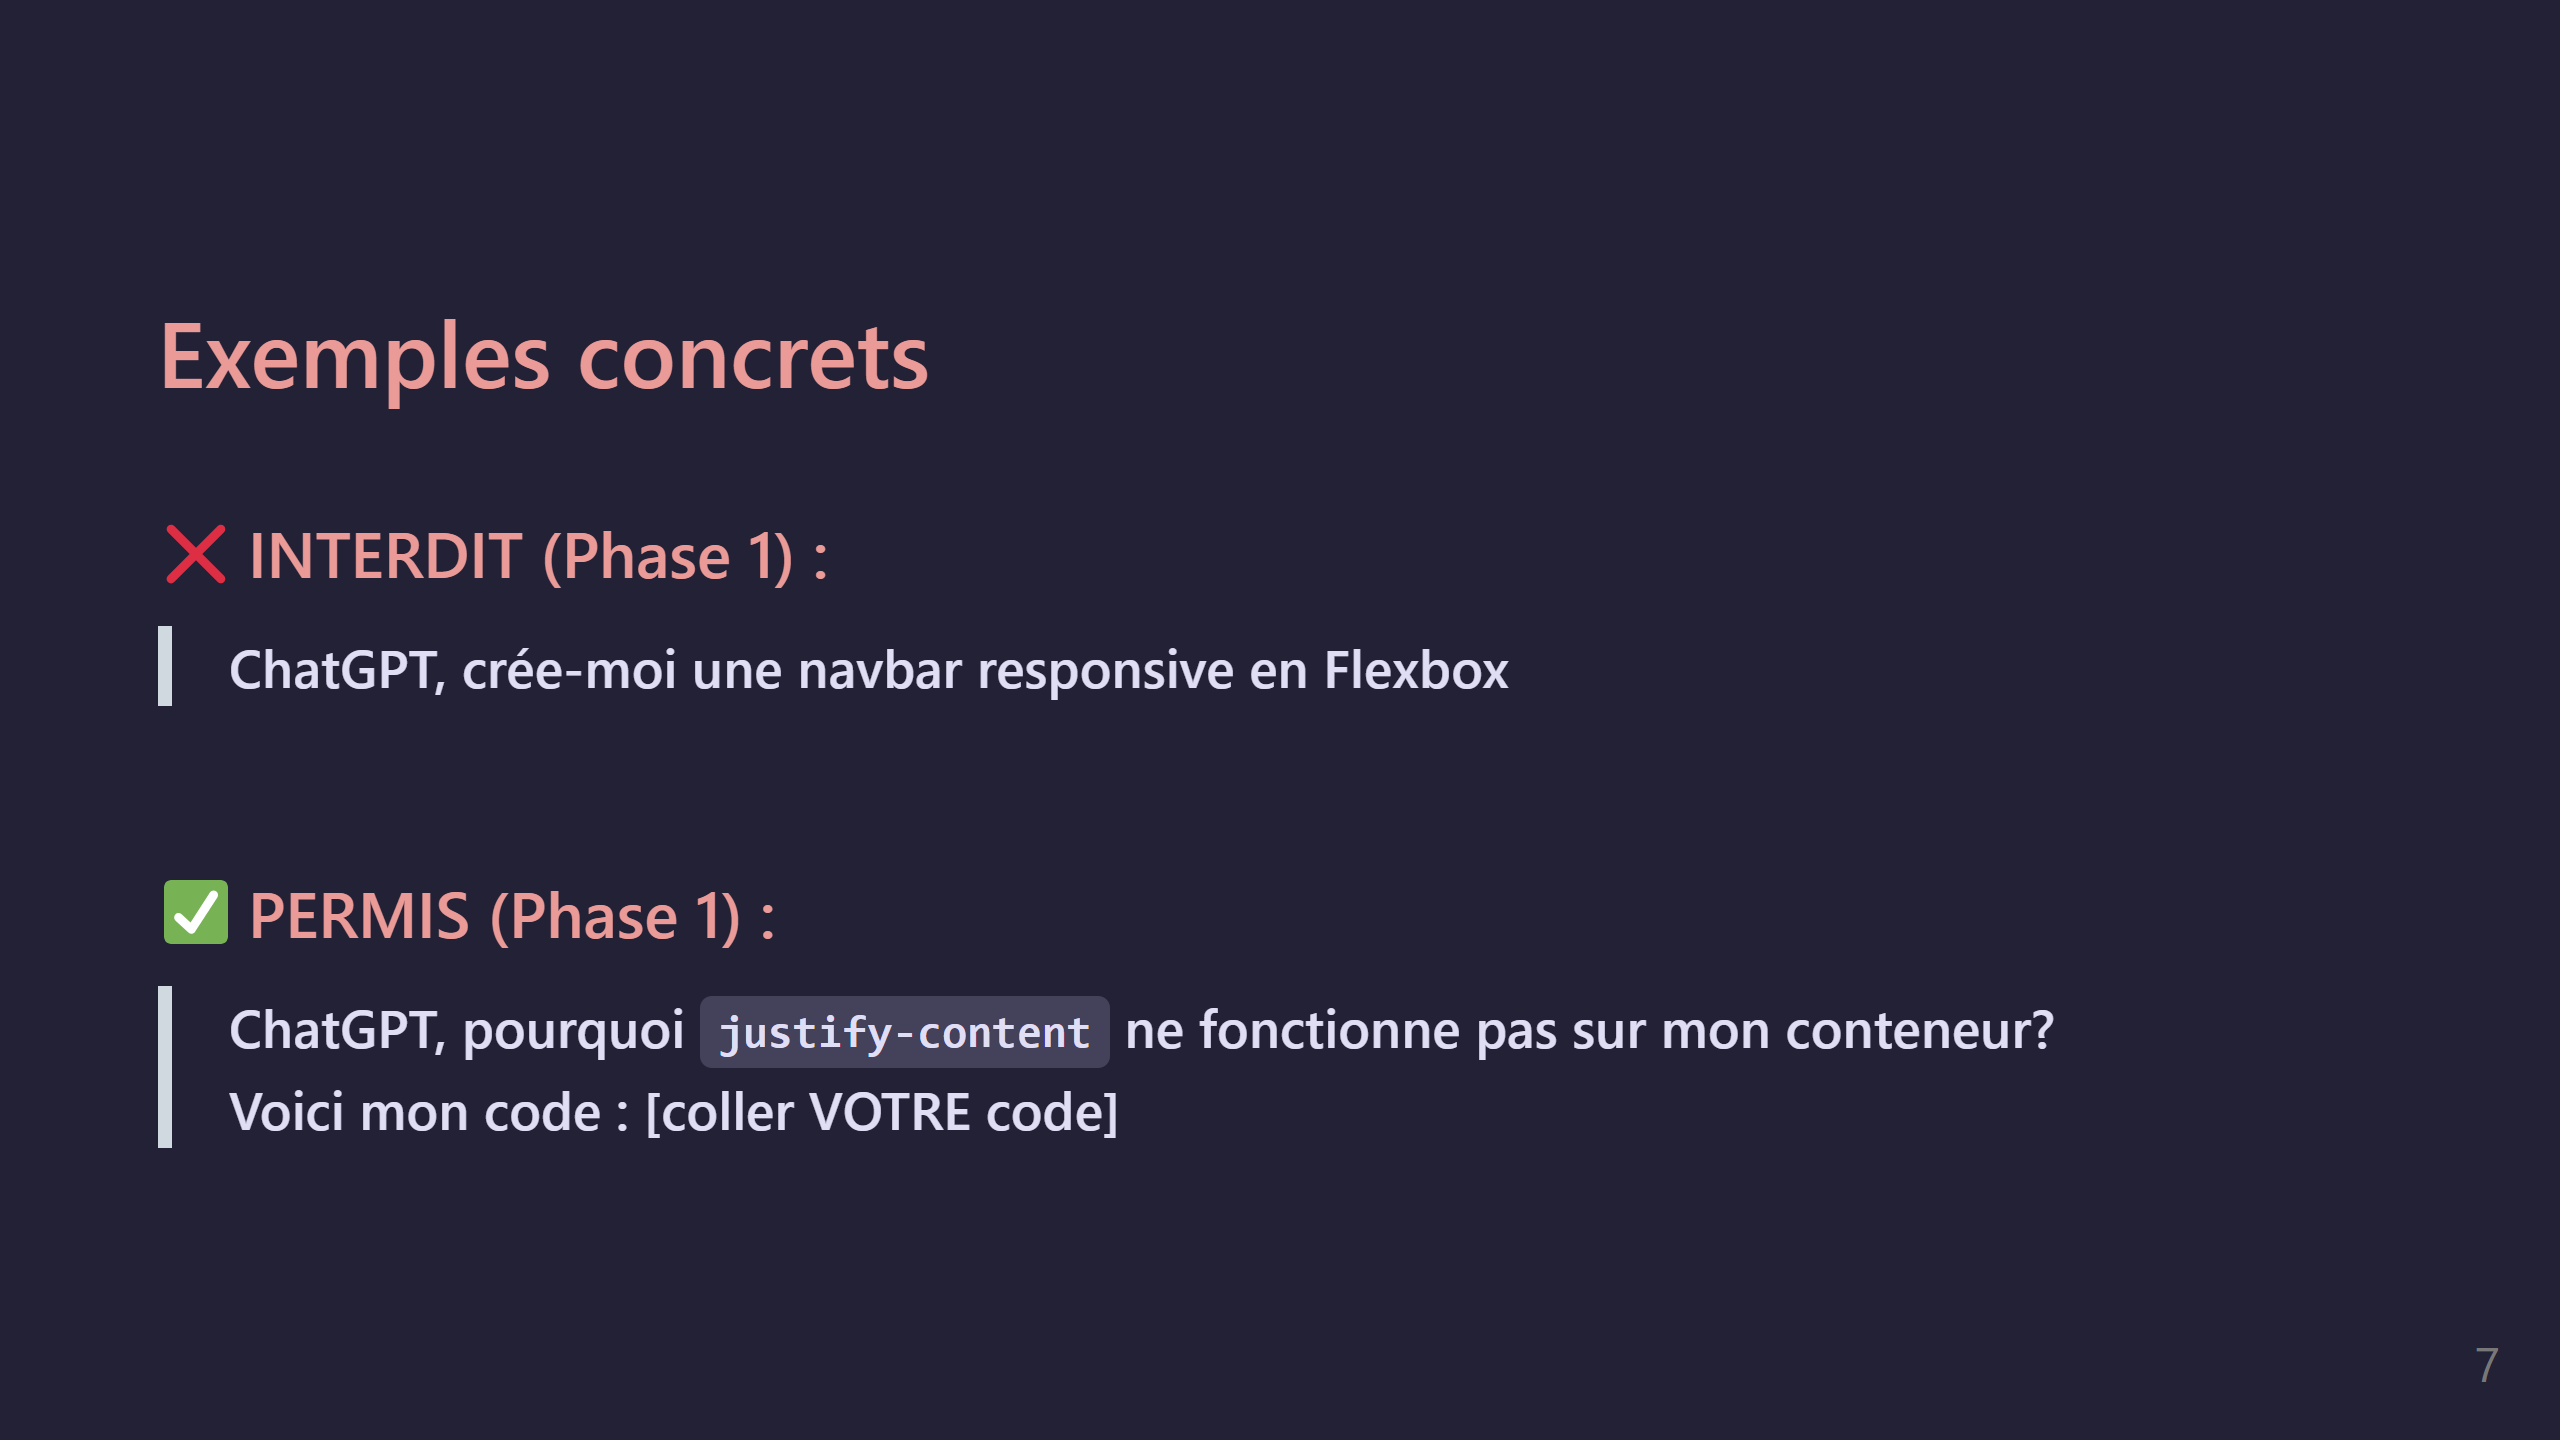 Exemples concrets
❌ INTERDIT (Phase 1) :
ChatGPT, crée-moi une navbar responsive en Flexbox
✅ PERMIS (Phase 1) :
ChatGPT, pourquoi justify-content ne fonctionne pas sur mon conteneur?
Voici mon code : [coller VOTRE code]
7